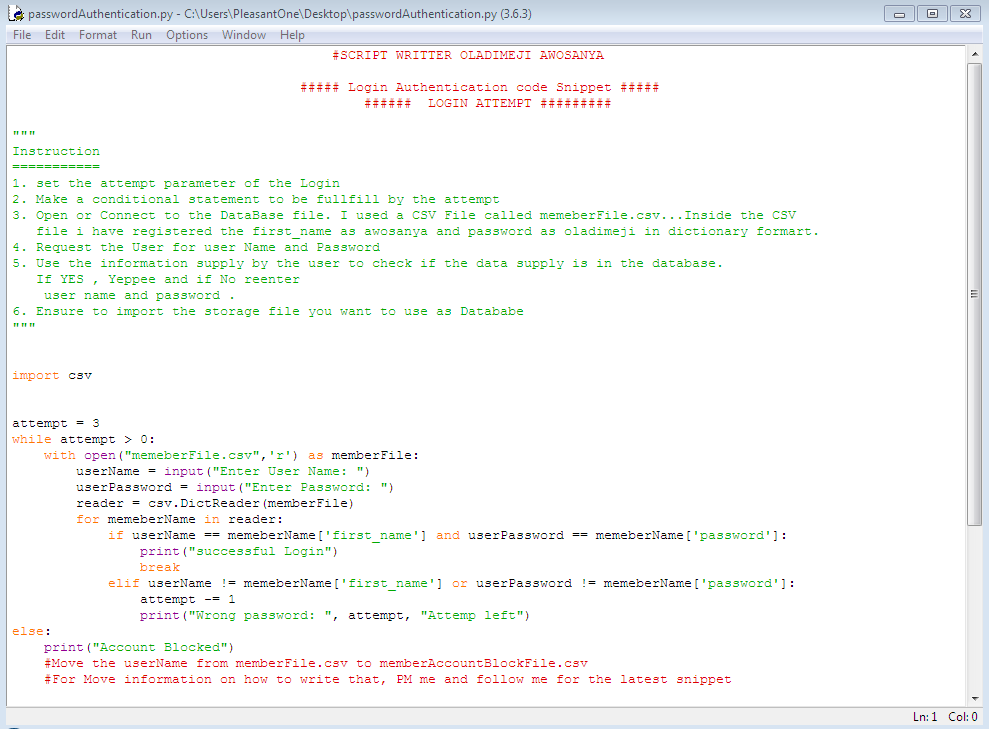 passwordAuthentication.py - C:\Users\PleasantOne\Desktop\passwordAuthentication.py (3.6.3)
File Edit Format Run Options Window Help
#SCRIPT WRITTER OLADIMEJI AWOSANYA
##### Login Authentication code Snippet #####
###### LOGIN ATTEMPT #########
"""
Instruction
===========
1. set the attempt parameter of the Login
2. Make a conditional statement to be fullfill by the attempt
3. Open or Connect to the DataBase file. I used a CSV File called memeberFile.csv...Inside the CSV
file i have registered the first_name as awosanya and password as oladimeji in dictionary formart.
4. Request the User for user Name and Password
5. Use the information supply by the user to check if the data supply is in the database.
If YES , Yeppee and if No reenter
user name and password .
6. Ensure to import the storage file you want to use as Datababe
"""
import csv
attempt = 3
while attempt > 0:
    with open("memeberFile.csv",'r') as memberFile:
        userName = input("Enter User Name: ")
        userPassword = input("Enter Password: ")
        reader = csv.DictReader(memberFile)
        for memeberName in reader:
            if userName == memeberName['first_name'] and userPassword == memeberName['password']:
                print("successful Login")
                break
            elif userName != memeberName['first_name'] or userPassword != memeberName['password']:
                attempt -= 1
                print("Wrong password: ", attempt, "Attemp left")
else:
    print("Account Blocked")
    #Move the userName from memberFile.csv to memberAccountBlockFile.csv
    #For Move information on how to write that, PM me and follow me for the latest snippet
Ln: 1 Col: 0